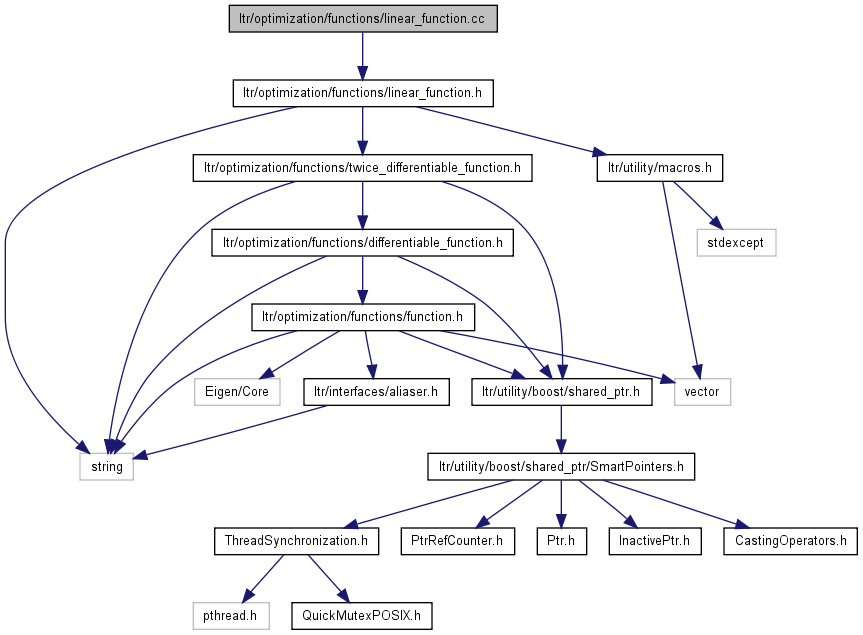 ltr/optimization/functions/linear_function.cc
ltr/optimization/functions/linear_function.h
ltr/optimization/functions/twice_differentiable_function.h
ltr/utility/macros.h
ltr/optimization/functions/differentiable_function.h
stdexcept
ltr/optimization/functions/function.h
Eigen/Core
ltr/interfaces/aliaser.h
ltr/utility/boost/shared_ptr.h
vector
string
ltr/utility/boost/shared_ptr/SmartPointers.h
ThreadSynchronization.h
PtrRefCounter.h
Ptr.h
InactivePtr.h
CastingOperators.h
pthread.h
QuickMutexPOSIX.h